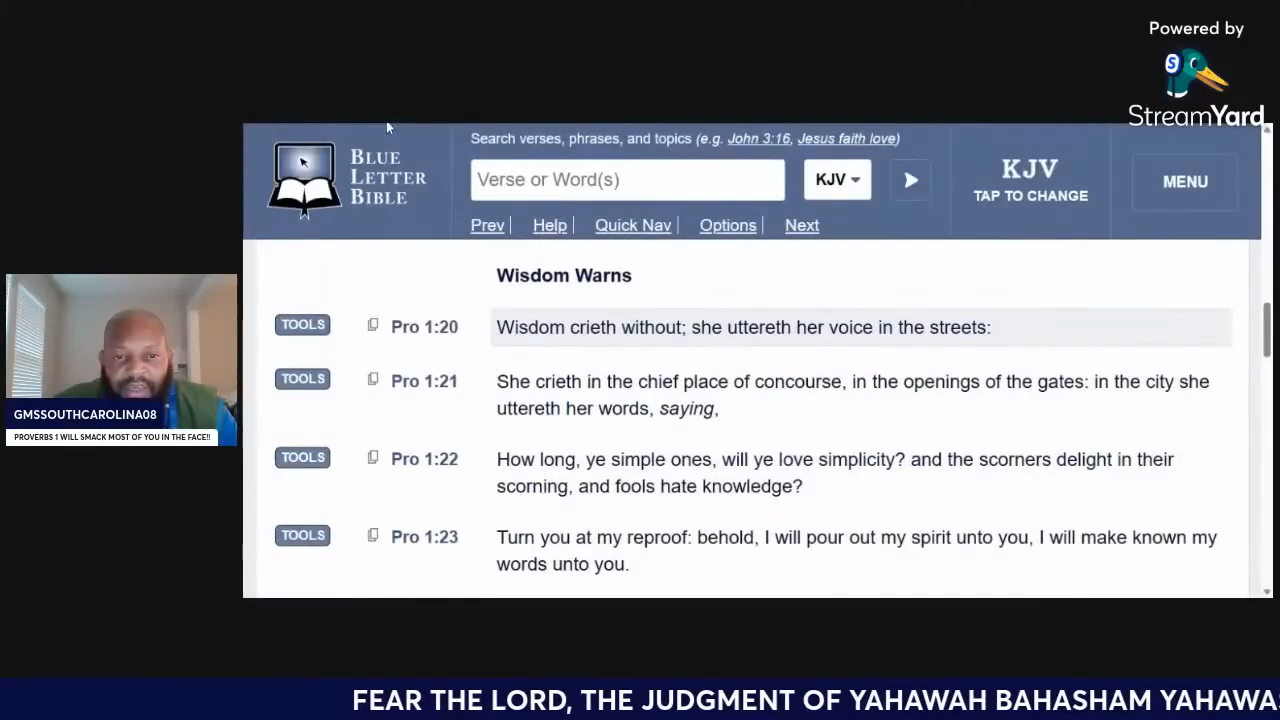 Powered by
StreamYard
Search verses, phrases, and topics (e.g. John 3:16, Jesus faith love)
BLUE
LETTER
BIBLE
Verse or Word(s)
KJV
KJV
TAP TO CHANGE
MENU
Prev
Help
Quick Nav
Options
Next
Wisdom Warns
TOOLS Pro 1:20 Wisdom crieth without; she uttereth her voice in the streets:
TOOLS Pro 1:21 She crieth in the chief place of concourse, in the openings of the gates: in the city she
uttereth her words, saying,
TOOLS Pro 1:22 How long, ye simple ones, will ye love simplicity? and the scorners delight in their
scorning, and fools hate knowledge?
TOOLS Pro 1:23 Turn you at my reproof: behold, I will pour out my spirit unto you, I will make known my
words unto you.
GMSSOUTHCAROLINA08
PROVERBS 1 WILL SMACK MOST OF YOU IN THE FACE!!
FEAR THE LORD, THE JUDGMENT OF YAHAWAH BAHASHAM YAHAWA